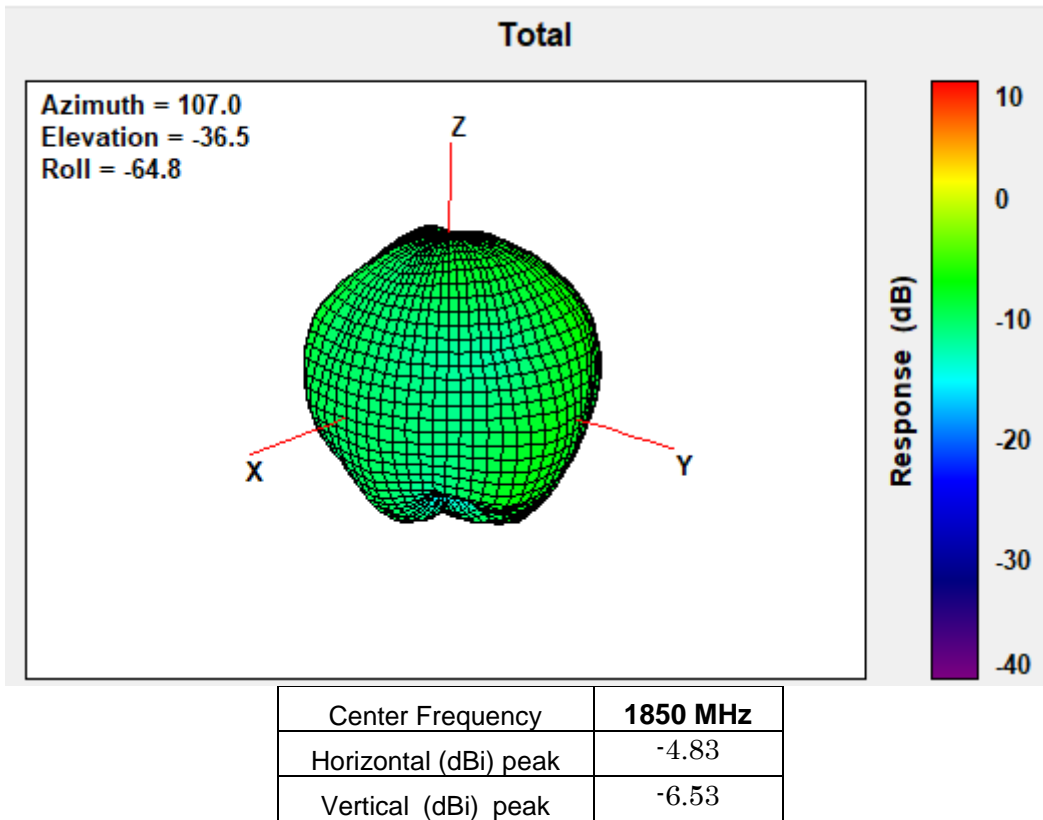 Total
Azimuth = 107.0
Elevation = -36.5
Roll = -64.8
Z
X
Y
10
0
-10
-20
-30
-40
Response (dB)
Center Frequency 1850 MHz
Horizontal (dBi) peak -4.83
Vertical (dBi) peak -6.53